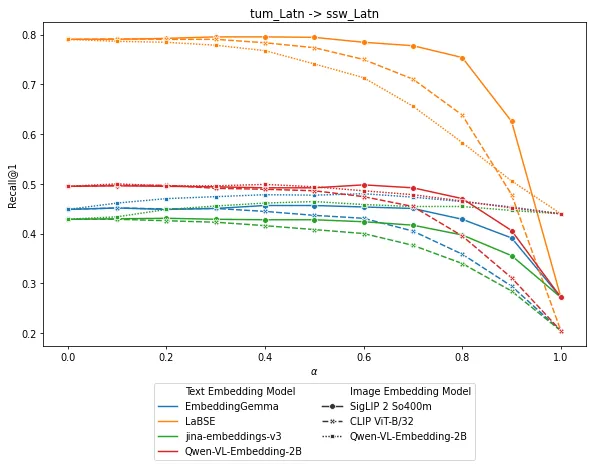 tum_Latn -> ssw_Latn
Recall@1
0.8
0.7
0.6
0.5
0.4
0.3
0.2
0.0
0.2
0.4
0.6
0.8
1.0
α
Text Embedding Model
EmbeddingGemma
LaBSE
jina-embeddings-v3
Qwen-VL-Embedding-2B
Image Embedding Model
SigLIP 2 So400m
CLIP ViT-B/32
Qwen-VL-Embedding-2B